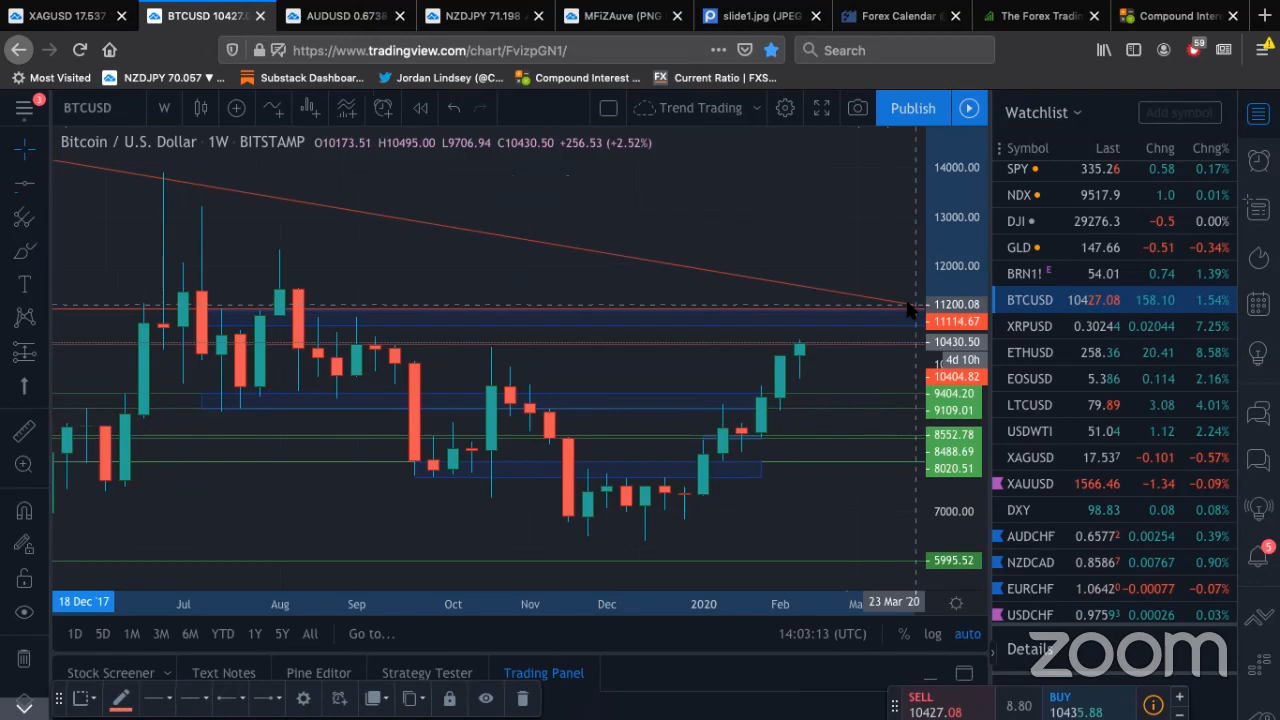 XAGUSD 17.537
BTCUSD 10427.0
AUDUSD 0.6738
NZDJPY 71.198
MFiZAuve (PNG
slide1.jpg (JPEG
Forex Calendar
The Forex Trad
Compound Inter
https://www.tradingview.com/chart/FvizpGN1/
Search
59
Most Visited
NZDJPY 70.057 ▼ ...
Substack Dashboar...
Jordan Lindsey (@C...
Compound Interest ...
FX
Current Ratio | FXS...
3
BTCUSD
W
Trend Trading
Publish
Watchlist
Add symbol
Bitcoin / U.S. Dollar · 1W · BITSTAMP O10173.51 H10495.00 L9706.94 C10430.50 +256.53 (+2.52%)
Symbol Last Chng Chng%
SPY 335.26 0.58 0.17%
NDX 9517.9 1.0 0.01%
DJI 29276.3 -0.5 0.00%
GLD 147.66 -0.51 -0.34%
BRN1! E 54.01 0.74 1.39%
BTCUSD 10427.08 158.10 1.54%
XRPUSD 0.30244 0.02044 7.25%
ETHUSD 258.36 20.41 8.58%
EOSUSD 5.386 0.114 2.16%
LTCUSD 79.89 3.08 4.01%
USDWTI 51.04 1.12 2.24%
XAGUSD 17.537 -0.101 -0.57%
XAUUSD 1566.46 -1.34 -0.09%
DXY 98.83 0.08 0.08%
AUDCHF 0.6577² 0.00254 0.39%
NZDCAD 0.8586⁷ 0.00767 0.90%
EURCHF 1.0642⁰ -0.00077 -0.07%
USDCHF 0.9759³ 0.00026 0.03%
Details
5
14000.00
13000.00
12000.00
11200.08
11114.67
10430.50
4d 10h
10404.82
9404.20
9109.01
8552.78
8488.69
8020.51
7000.00
5995.52
18 Dec '17
Jul
Aug
Sep
Oct
Nov
Dec
2020
Feb
Ma
23 Mar '20
1D 5D 1M 3M 6M YTD 1Y 5Y All Go to...
14:03:13 (UTC) % log auto
Stock Screener Text Notes Pine Editor Strategy Tester Trading Panel
SELL
10427.08
8.80
BUY
10435.88
zoom